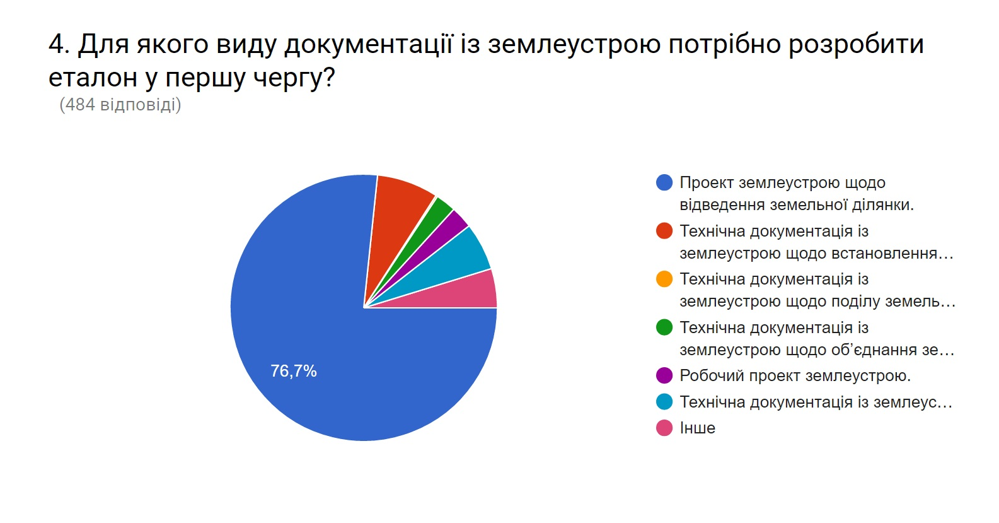 4. Для якого виду документації із землеустрою потрібно розробити
еталон у першу чергу?
(484 відповіді)
76,7%
Проект землеустрою щодо
відведення земельної ділянки.
Технічна документація із
землеустрою щодо встановлення…
Технічна документація із
землеустрою щодо поділу земель…
Технічна документація із
землеустрою щодо об’єднання зе…
Робочий проект землеустрою.
Технічна документація із землеус…
Інше